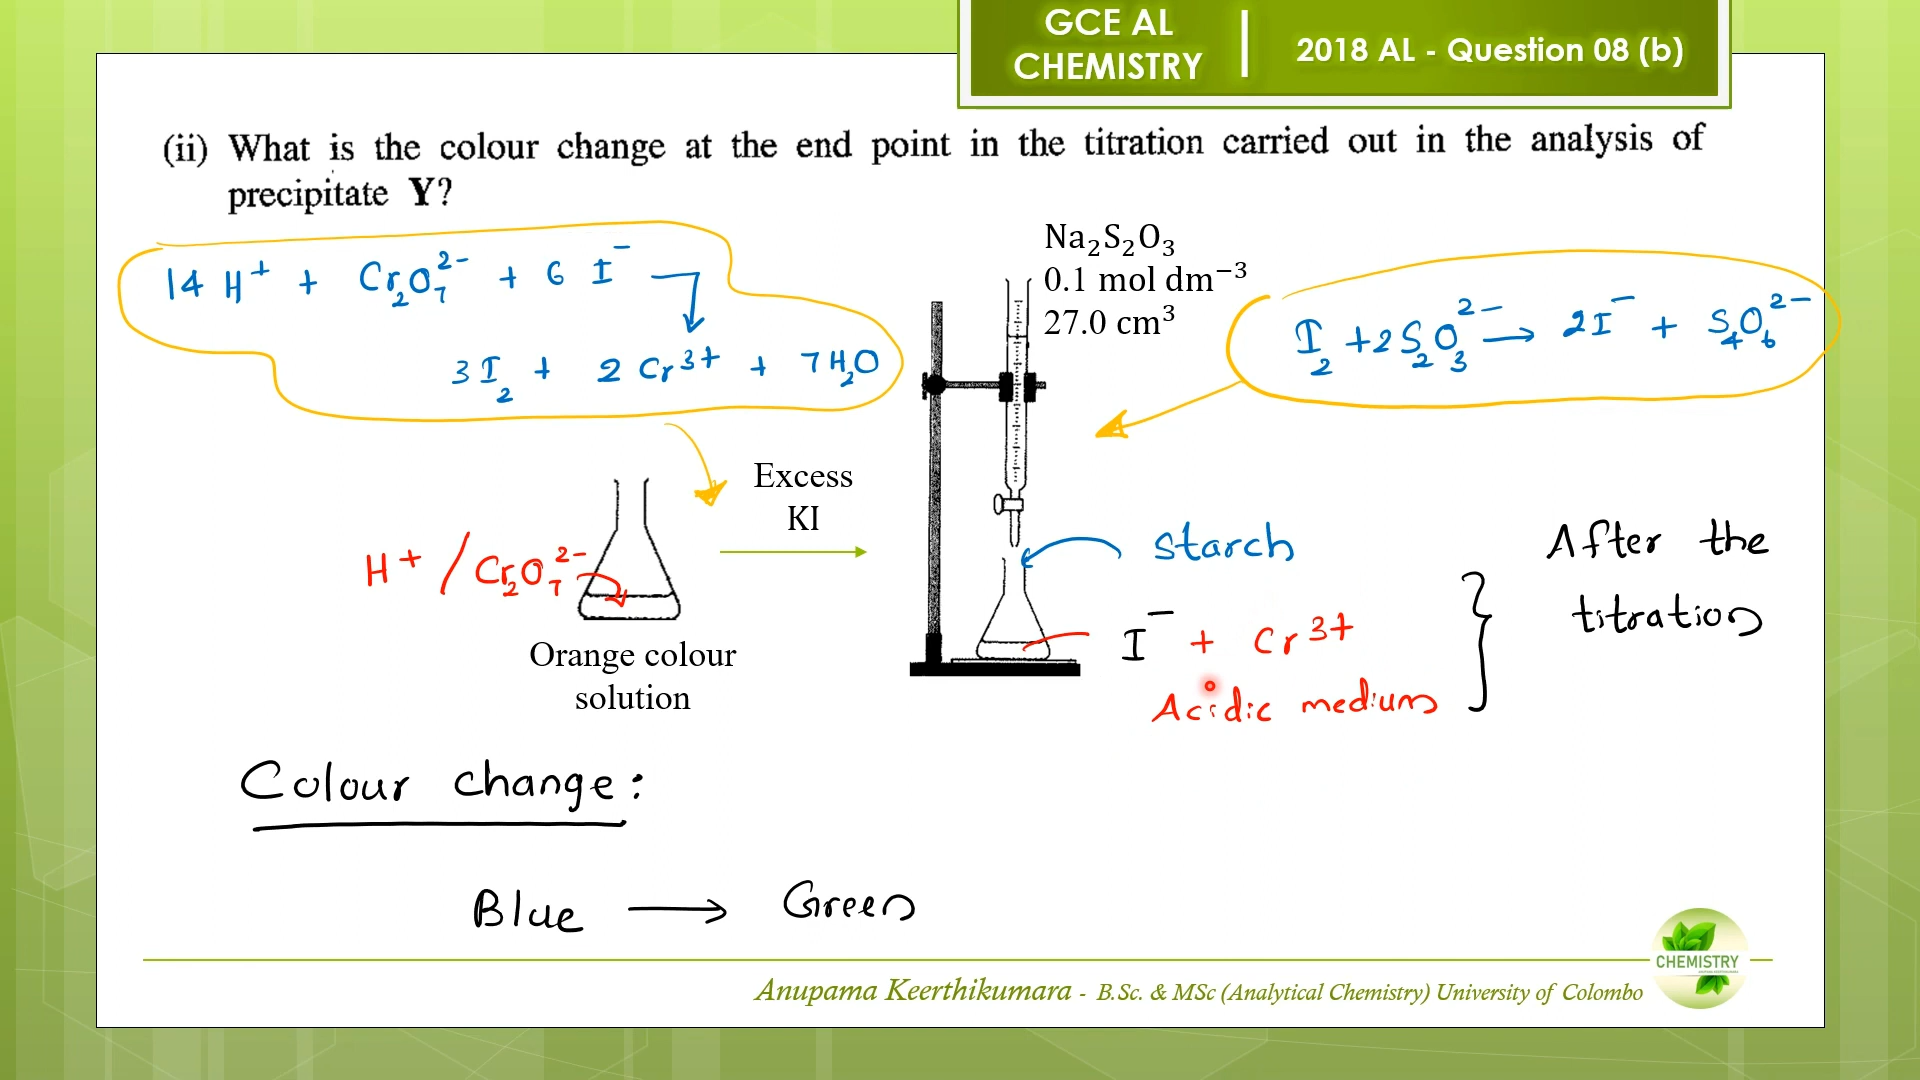 GCE AL
CHEMISTRY
2018 AL - Question 08 (b)
(ii) What is the colour change at the end point in the titration carried out in the analysis of
precipitate Y?
14 H⁺ + Cr₂O₇²⁻ + 6 I⁻ →
3 I₂ + 2 Cr³⁺ + 7 H₂O
Na₂S₂O₃
0.1 mol dm⁻³
27.0 cm³
I₂ + 2S₂O₃²⁻ → 2I⁻ + S₄O₆²⁻
Excess
KI
H⁺ / Cr₂O₇²⁻
Orange colour
solution
starch
I⁻ + Cr³⁺
Acidic medium
After the
titration
Colour change:
Blue → Green
CHEMISTRY
Anupama Keerthikumara - B.Sc. & MSc (Analytical Chemistry) University of Colombo